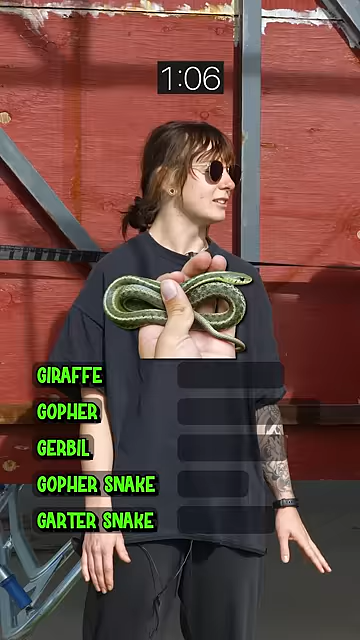 1:06
GIRAFFE
GOPHER
GERBIL
GOPHER SNAKE
GARTER SNAKE